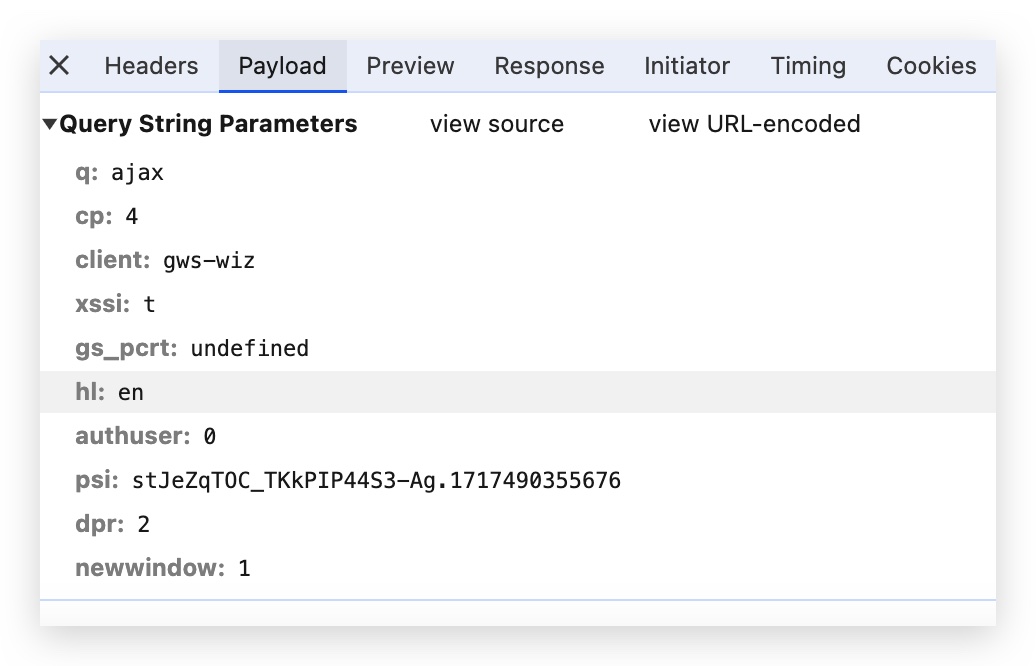 Headers Payload Preview Response Initiator Timing Cookies
Query String Parameters view source view URL-encoded
q: ajax
cp: 4
client: gws-wiz
xssi: t
gs_pcrt: undefined
hl: en
authuser: 0
psi: stJeZqTOC_TKkPIP44S3-Ag.1717490355676
dpr: 2
newwindow: 1